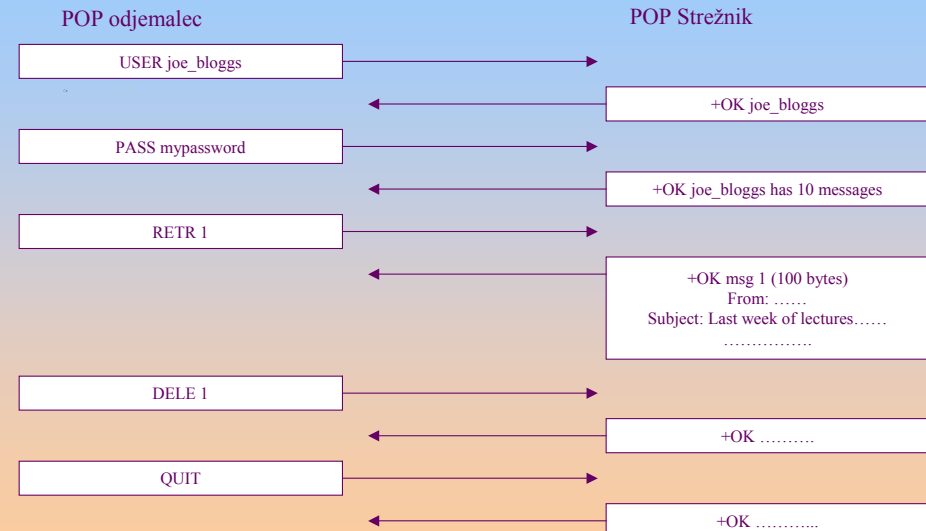 POP odjemalec
POP Strežnik
USER joe_bloggs
+OK joe_bloggs
PASS mypassword
+OK joe_bloggs has 10 messages
RETR 1
+OK msg 1 (100 bytes)
From: ……
Subject: Last week of lectures……
…………….
DELE 1
+OK ……….
QUIT
+OK ………...